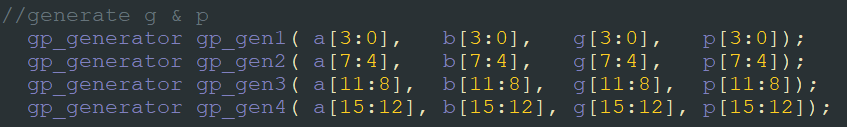 //generate g & p
gp_generator gp_gen1( a[3:0], b[3:0], g[3:0], p[3:0]);
gp_generator gp_gen2( a[7:4], b[7:4], g[7:4], p[7:4]);
gp_generator gp_gen3( a[11:8], b[11:8], g[11:8], p[11:8]);
gp_generator gp_gen4( a[15:12], b[15:12], g[15:12], p[15:12]);